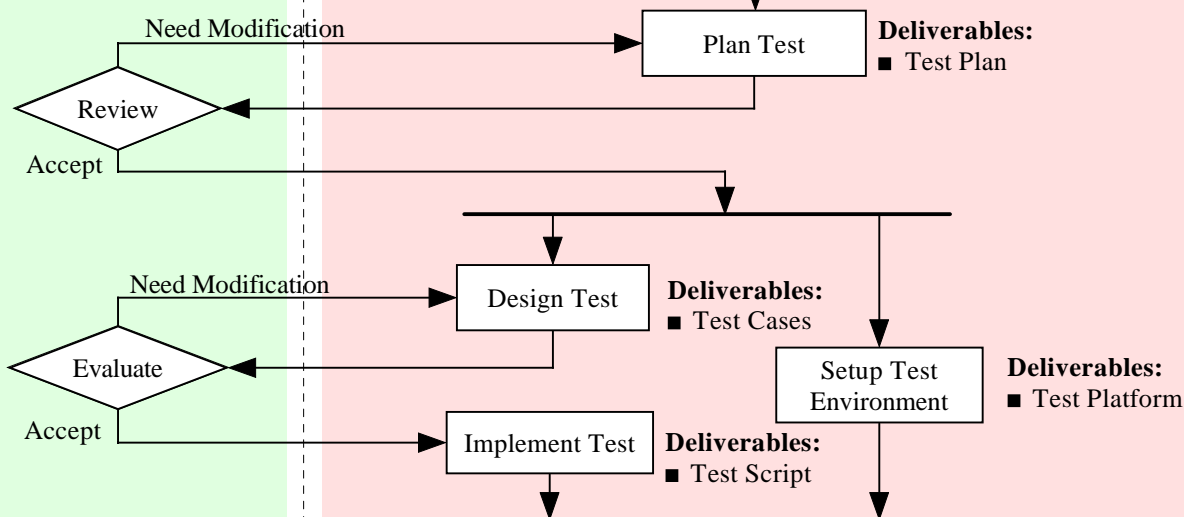 Need Modification
Plan Test
Deliverables:
■ Test Plan
Review
Accept
Need Modification
Design Test
Deliverables:
■ Test Cases
Evaluate
Setup Test
Environment
Deliverables:
■ Test Platform
Accept
Implement Test
Deliverables:
■ Test Script